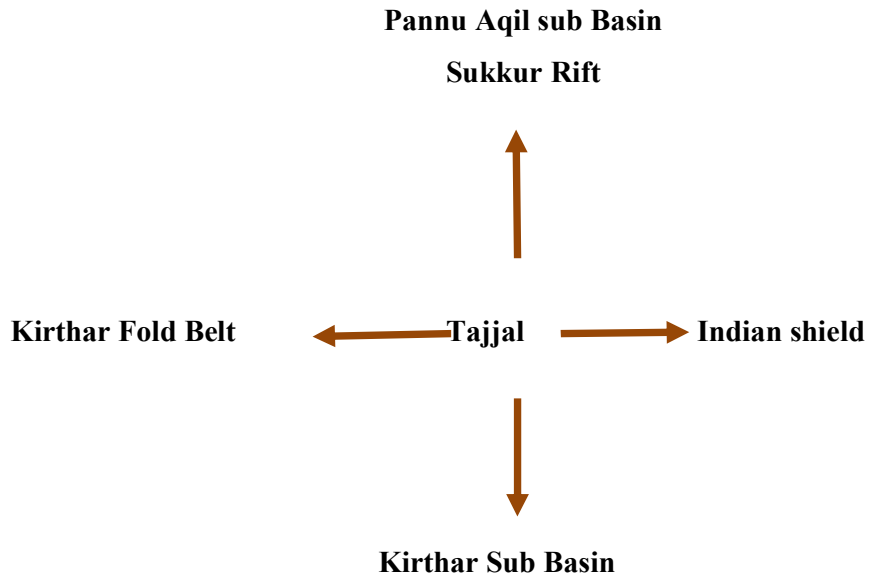 Pannu Aqil sub Basin
Sukkur Rift
Kirthar Fold Belt
Tajjal
Indian shield
Kirthar Sub Basin